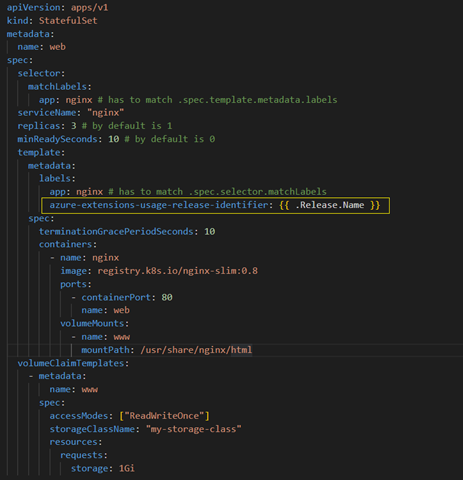 apiVersion: apps/v1
kind: StatefulSet
metadata:
  name: web
spec:
  selector:
    matchLabels:
      app: nginx # has to match .spec.template.metadata.labels
  serviceName: "nginx"
  replicas: 3 # by default is 1
  minReadySeconds: 10 # by default is 0
  template:
    metadata:
      labels:
        app: nginx # has to match .spec.selector.matchLabels
        azure-extensions-usage-release-identifier: {{ .Release.Name }}
    spec:
      terminationGracePeriodSeconds: 10
      containers:
        - name: nginx
          image: registry.k8s.io/nginx-slim:0.8
          ports:
            - containerPort: 80
              name: web
          volumeMounts:
            - name: www
              mountPath: /usr/share/nginx/html
  volumeClaimTemplates:
    - metadata:
        name: www
      spec:
        accessModes: ["ReadWriteOnce"]
        storageClassName: "my-storage-class"
        resources:
          requests:
            storage: 1Gi